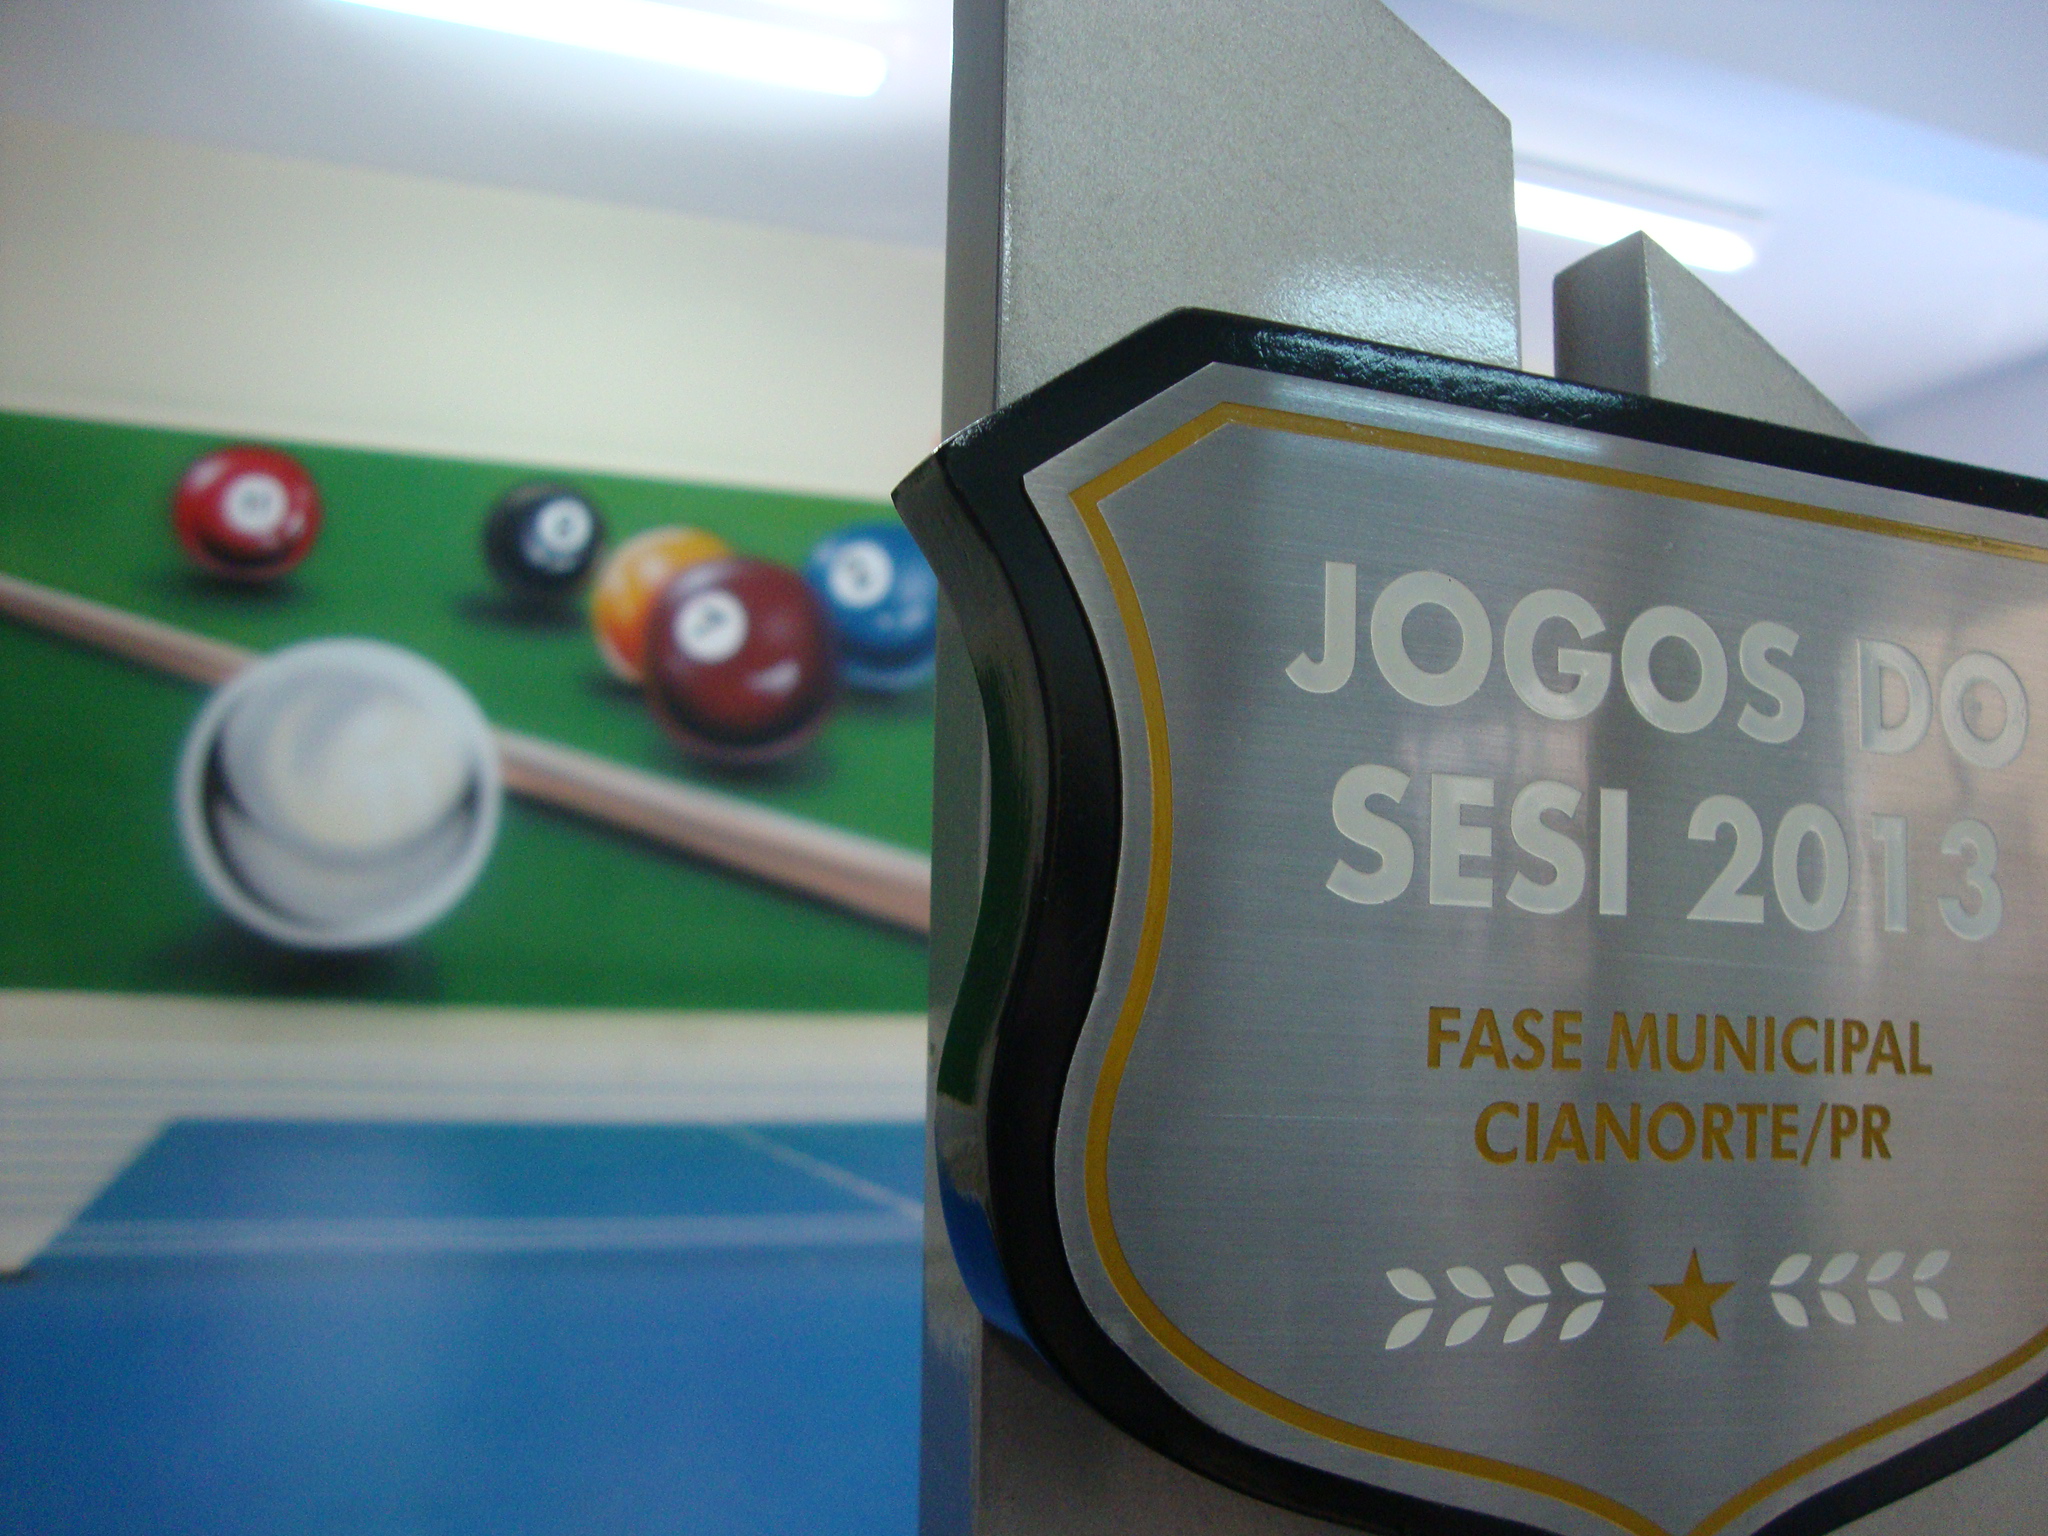 JOGOS DO
SESI 2013
FASE MUNICIPAL
CIANORTE/PR